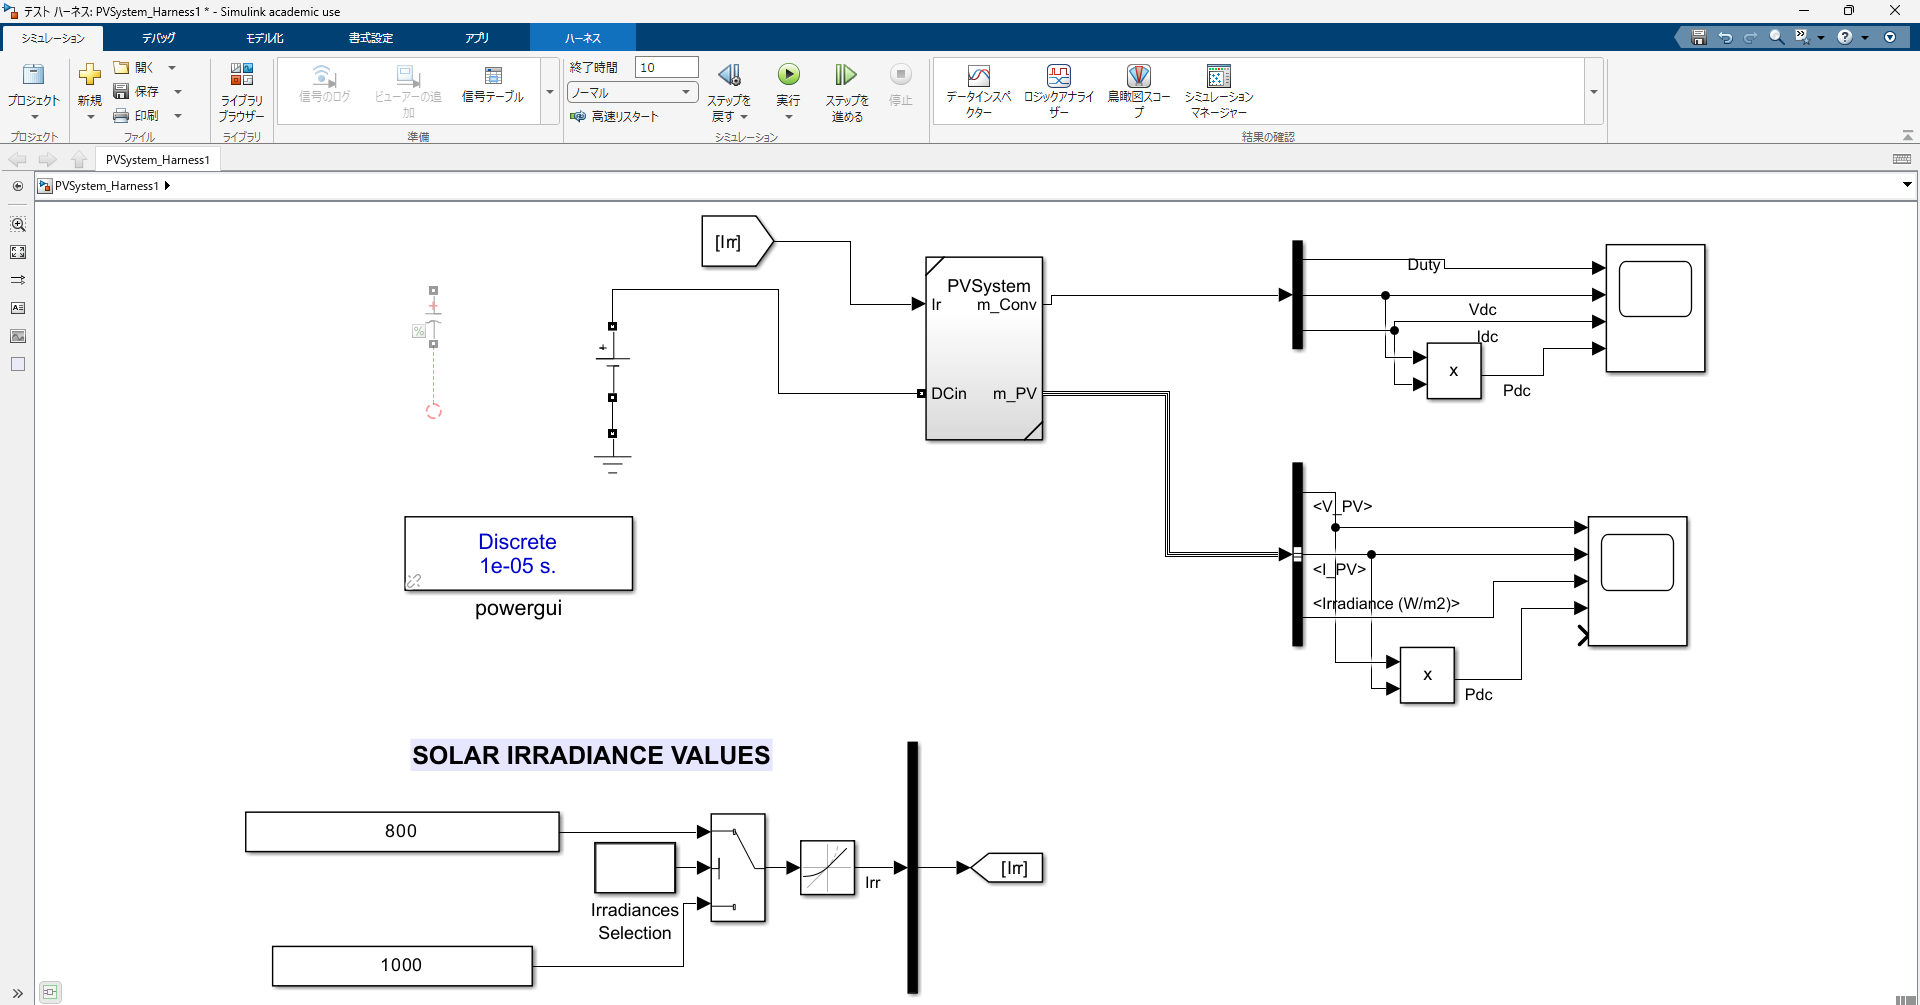 テスト ハーネス: PVSystem_Harness1 * - Simulink academic use
シミュレーション
デバッグ
モデル化
書式設定
アプリ
ハーネス
プロジェクト
新規
開く
保存
印刷
ライブラリ
ブラウザー
信号のログ
ビューアーの追
加
信号テーブル
終了時間 10
ノーマル
高速リスタート
ステップを
戻す
実行
ステップを
進める
停止
データインスペ
クター
ロジックアナライ
ザー
鳥瞰図スコー
プ
シミュレーション
マネージャー
プロジェクト
ファイル
ライブラリ
準備
シミュレーション
結果の確認
PVSystem_Harness1
PVSystem_Harness1
[Irr]
PVSystem
Ir
m_Conv
DCin
m_PV
Duty
Vdc
Idc
x
Pdc
<V_PV>
<I_PV>
<Irradiance (W/m2)>
x
Pdc
Discrete
1e-05 s.
powergui
SOLAR IRRADIANCE VALUES
800
Irradiances
Selection
1000
Irr
[Irr]